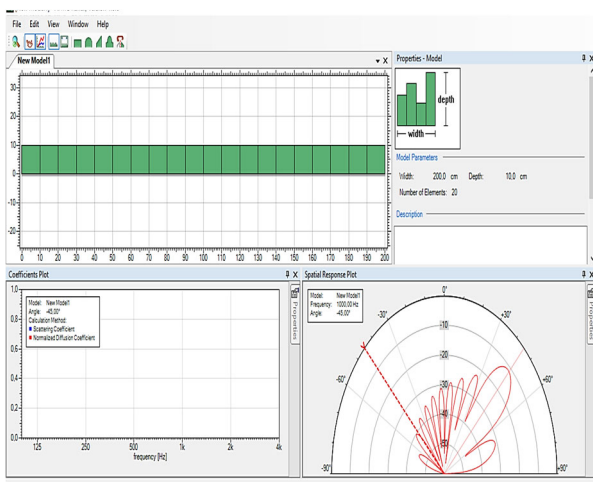 File Edit View Window Help
New Model1
Properties - Model
30
20
10
0
-10
-20
0 10 20 30 40 50 60 70 80 90 100 110 120 130 140 150 160 170 180 190 200
depth
width
Model Parameters
Width: 200,0 cm Depth: 10,0 cm
Number of Elements: 20
Description
Coefficients Plot
1,0
0,8
0,6
0,4
0,2
0,0
Model: New Model1
Angle: -45,00°
Calculation Method:
Scattering Coefficient
Normalized Diffusion Coefficient
125 250 500 1k 2k 4k
frequency [Hz]
Properties
Spatial Response Plot
Model: New Model1
Frequency: 1000,00 Hz
Angle: -45,00°
0°
-30° +30°
-60° +60°
-90° +90°
-10
-20
-30
-40
Properties